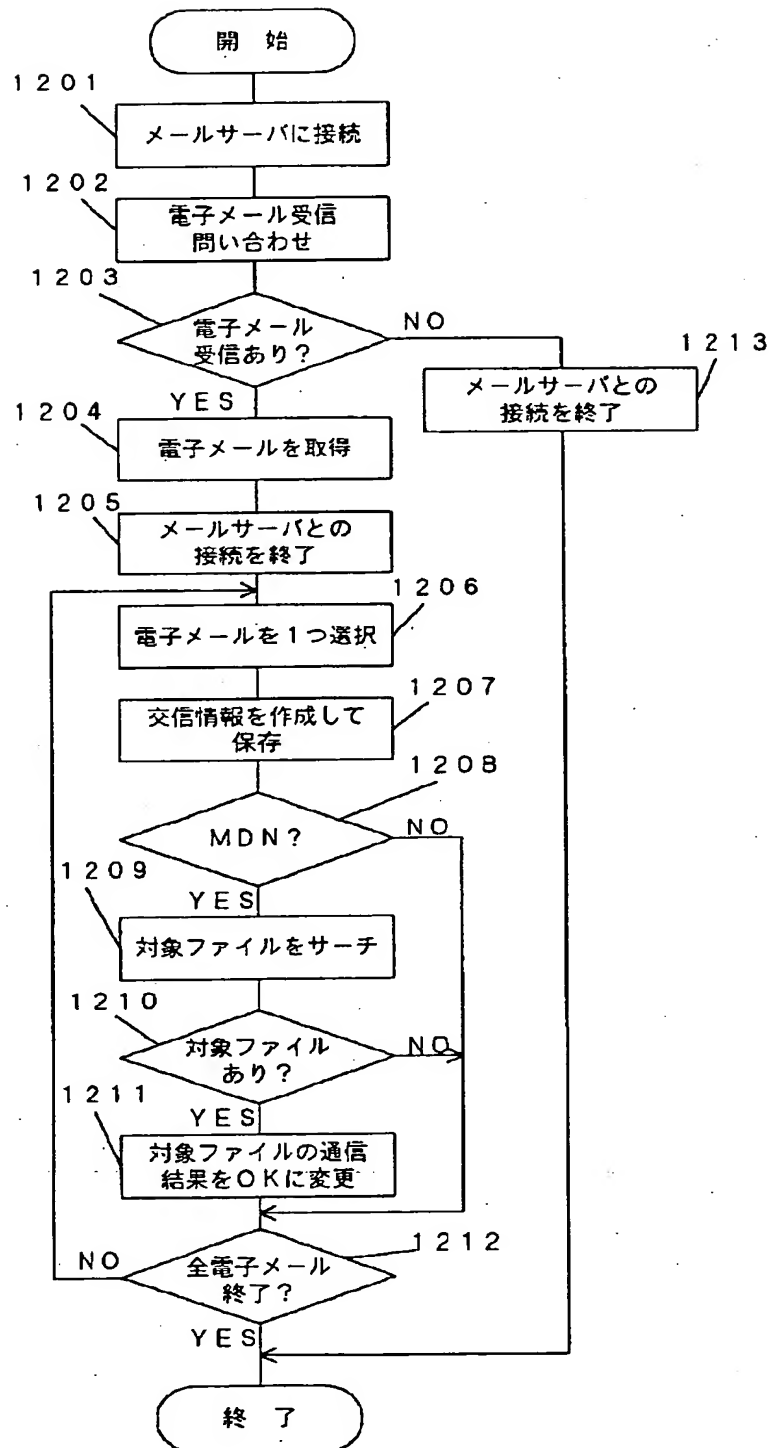 開 始
1201
メールサーバに接続
1202
電子メール受信
問い合わせ
1203
電子メール
受信あり?
NO
1213
メールサーバとの
接続を終了
YES
1204
電子メールを取得
1205
メールサーバとの
接続を終了
1206
電子メールを1つ選択
1207
交信情報を作成して
保存
1208
MDN?
NO
1209
YES
対象ファイルをサーチ
1210
対象ファイル
あり?
NO
1211
YES
対象ファイルの通信
結果をOKに変更
1212
NO
全電子メール
終了?
YES
終 了